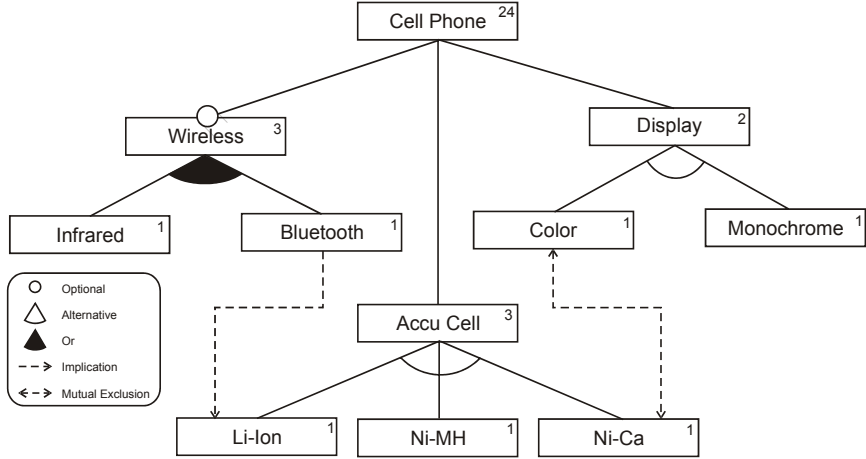 Cell Phone 24
Wireless 3
Display 2
Infrared 1
Bluetooth 1
Color 1
Monochrome 1
Optional
Alternative
Or
Implication
Mutual Exclusion
Accu Cell 3
Li-Ion 1
Ni-MH 1
Ni-Ca 1